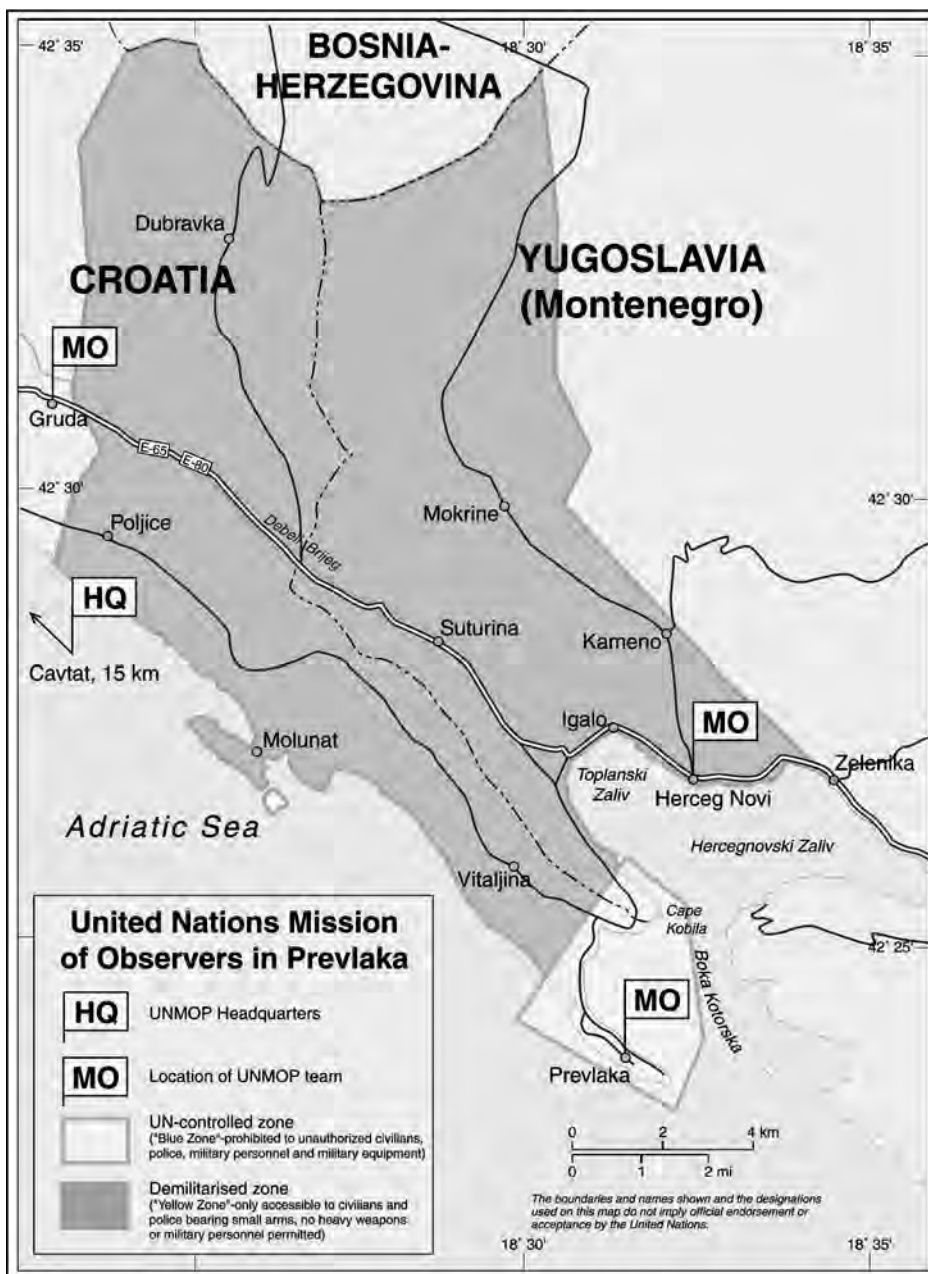 42° 35'
BOSNIA-
HERZEGOVINA
18° 30'
18° 35'
Dubravka
CROATIA
YUGOSLAVIA
(Montenegro)
MO
Gruda
E-65
E-80
42° 30'
42° 30'
Poljice
Debeli Brijeg
Mokrine
HQ
Suturina
Kameno
Cavtat, 15 km
Molunat
Igalo
MO
Toplanski
Zaliv
Herceg Novi
Zelenika
Adriatic Sea
Hercegnovski Zaliv
Vitaljina
Cape
Kobila
42° 25'
Boka Kotorska
MO
Prevlaka
United Nations Mission
of Observers in Prevlaka
HQ
UNMOP Headquarters
MO
Location of UNMOP team
UN-controlled zone
("Blue Zone"-prohibited to unauthorized civilians,
police, military personnel and military equipment)
Demilitarised zone
("Yellow Zone"-only accessible to civilians and
police bearing small arms, no heavy weapons
or military personnel permitted)
0 2 4 km
0 1 2 mi
The boundaries and names shown and the designations
used on this map do not imply official endorsement or
acceptance by the United Nations.
18° 30'
18° 35'